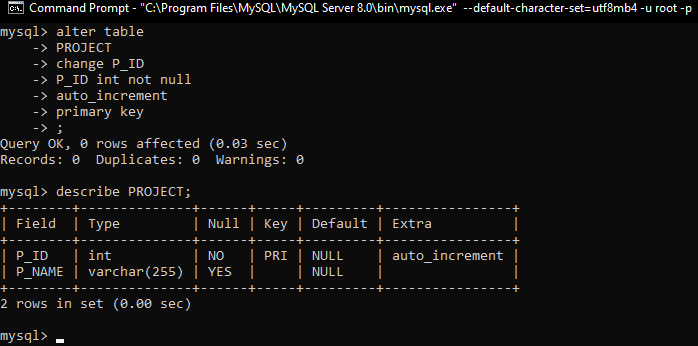 Command Prompt - "C:\Program Files\MySQL\MySQL Server 8.0\bin\mysql.exe"  --default-character-set=utf8mb4 -u root -p
mysql> alter table
    -> PROJECT
    -> change P_ID
    -> P_ID int not null
    -> auto_increment
    -> primary key
    -> ;
Query OK, 0 rows affected (0.03 sec)
Records: 0  Duplicates: 0  Warnings: 0

mysql> describe PROJECT;
+--------+--------------+------+-----+---------+----------------+
| Field  | Type         | Null | Key | Default | Extra          |
+--------+--------------+------+-----+---------+----------------+
| P_ID   | int          | NO   | PRI | NULL    | auto_increment |
| P_NAME | varchar(255) | YES  |     | NULL    |                |
+--------+--------------+------+-----+---------+----------------+
2 rows in set (0.00 sec)

mysql>